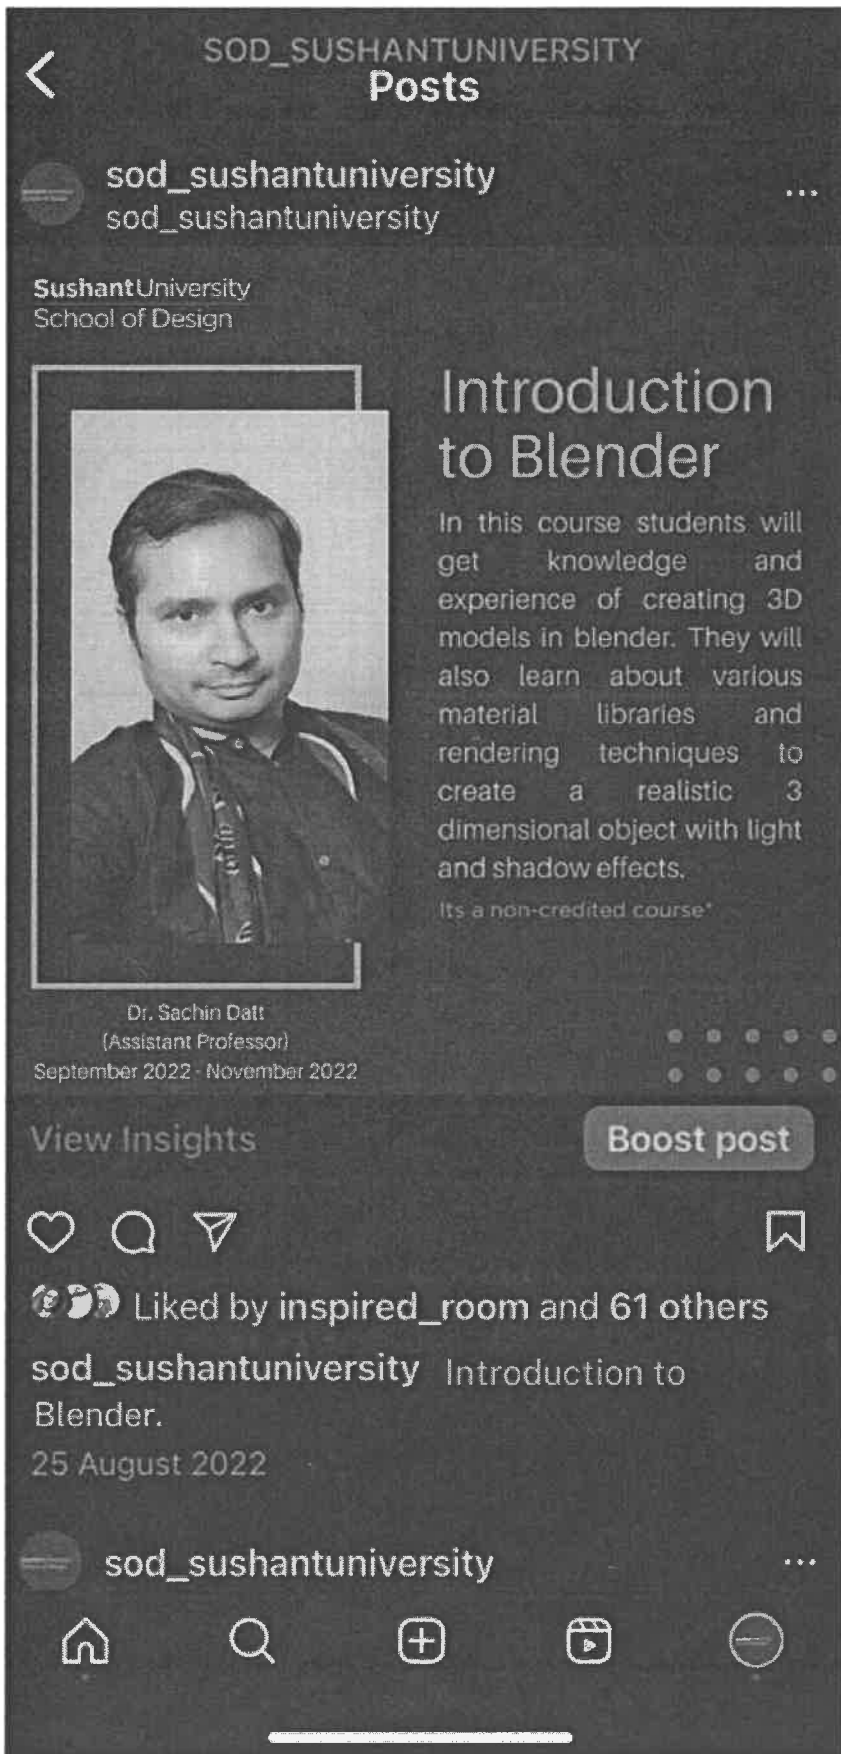 SOD_SUSHANTUNIVERSITY
Posts
sod_sushantuniversity
sod_sushantuniversity
SushantUniversity
School of Design
Introduction
to Blender
In this course students will
get knowledge and
experience of creating 3D
models in blender. They will
also learn about various
material libraries and
rendering techniques to
create a realistic 3
dimensional object with light
and shadow effects.
Its a non-credited course*
Dr. Sachin Datt
(Assistant Professor)
September 2022 - November 2022
View Insights
Boost post
Liked by inspired_room and 61 others
sod_sushantuniversity Introduction to
Blender.
25 August 2022
sod_sushantuniversity